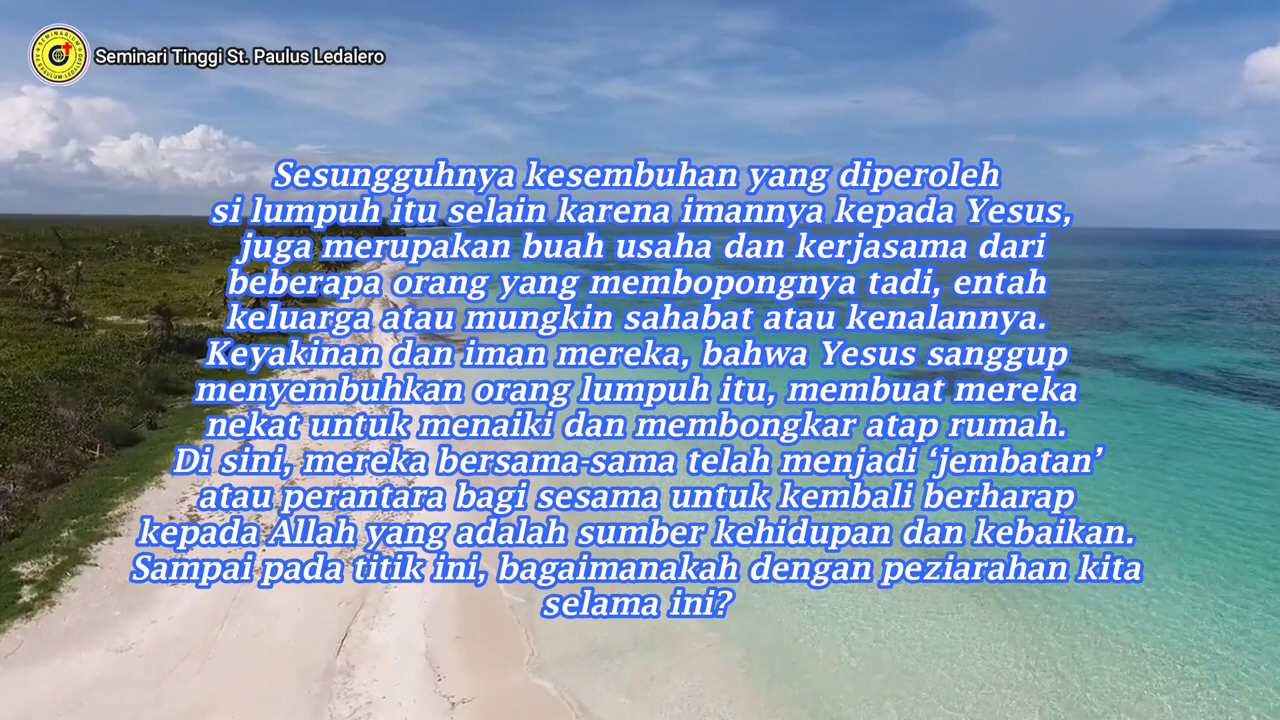 Seminari Tinggi St. Paulus Ledalero
Sesungguhnya kesembuhan yang diperoleh
si lumpuh itu selain karena imannya kepada Yesus,
juga merupakan buah usaha dan kerjasama dari
beberapa orang yang membopongnya tadi, entah
keluarga atau mungkin sahabat atau kenalannya.
Keyakinan dan iman mereka, bahwa Yesus sanggup
menyembuhkan orang lumpuh itu, membuat mereka
nekat untuk menaiki dan membongkar atap rumah.
Di sini, mereka bersama-sama telah menjadi ‘jembatan’
atau perantara bagi sesama untuk kembali berharap
kepada Allah yang adalah sumber kehidupan dan kebaikan.
Sampai pada titik ini, bagaimanakah dengan peziarahan kita
selama ini?